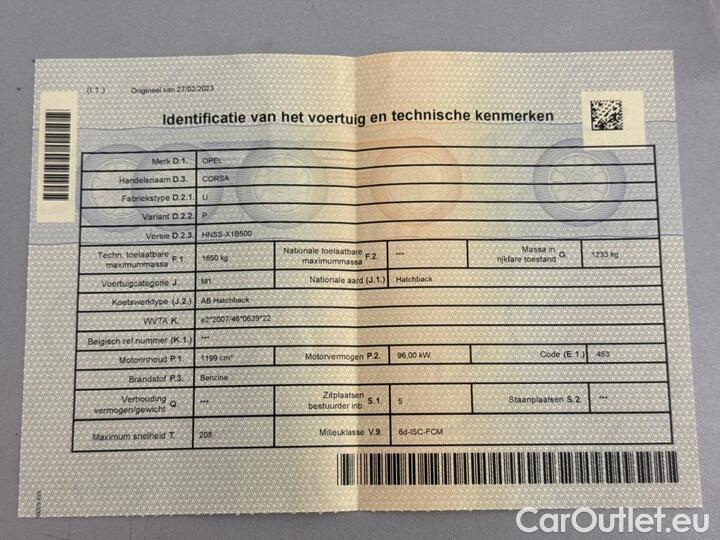 (I.1.) Origineel van 27/02/2023
Identificatie van het voertuig en technische kenmerken
Merk D.1. OPEL
Handelsnaam D.3. CORSA
Fabriekstype D.2.1. U
Variant D.2.2. P
Versie D.2.3. HNSS-X1B500
Techn. toelaatbare maximummassa F.1. 1650 kg Nationale toelaatbare maximummassa F.2. *** Massa in rijklare toestand G. 1233 kg
Voertuigcategorie J. M1 Nationale aard (J.1.) Hatchback
Koetswerktype (J.2.) AB Hatchback
WVTA K. e2*2007/46*0639*22
Belgisch ref.nummer (K.1.) ***
Motorinhoud P.1. 1199 cm³ Motorvermogen P.2. 96,00 kW Code (E.1.) 453
Brandstof P.3. Benzine
Verhouding vermogen/gewicht Q. *** Zitplaatsen bestuurder inb. S.1. 5 Staanplaatsen S.2. ***
Maximum snelheid T. 208 Milieuklasse V.9. 6d-ISC-FCM
CarOutlet.eu